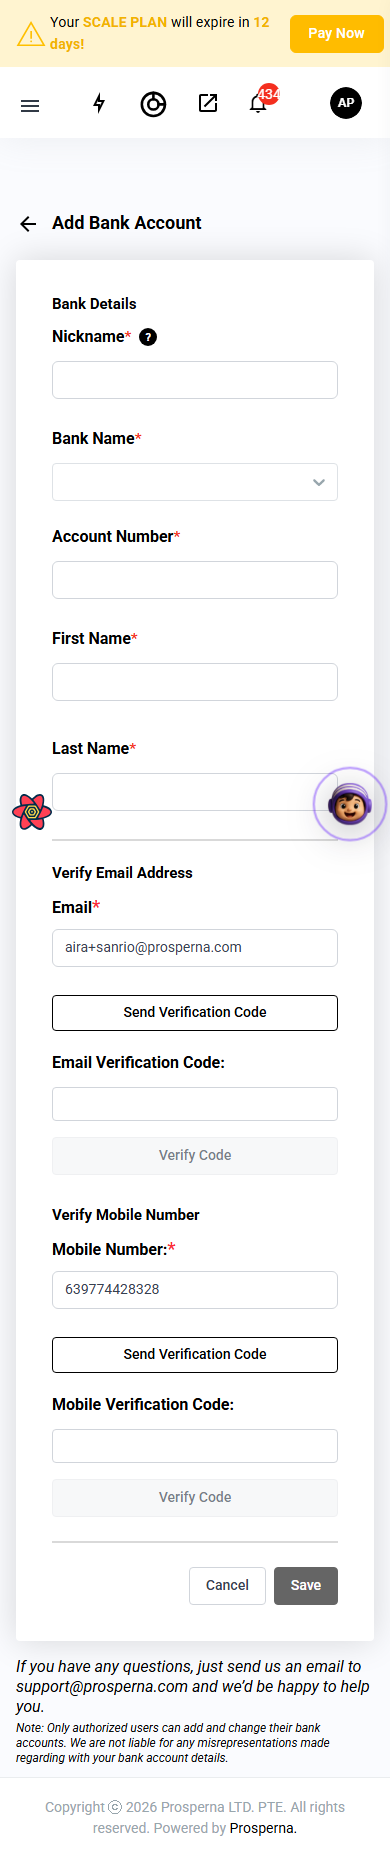 Your SCALE PLAN will expire in 12
days!
Pay Now
434
AP
Add Bank Account
Bank Details
Nickname* ?
Bank Name*
Account Number*
First Name*
Last Name*
Verify Email Address
Email*
aira+sanrio@prosperna.com
Send Verification Code
Email Verification Code:
Verify Code
Verify Mobile Number
Mobile Number:*
639774428328
Send Verification Code
Mobile Verification Code:
Verify Code
Cancel
Save
If you have any questions, just send us an email to
support@prosperna.com and we’d be happy to help
you.
Note: Only authorized users can add and change their bank
accounts. We are not liable for any misrepresentations made
regarding with your bank account details.
Copyright © 2026 Prosperna LTD. PTE. All rights
reserved. Powered by Prosperna.